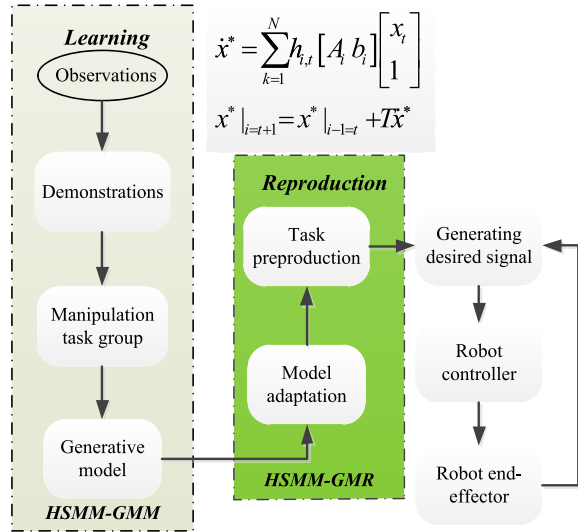 Learning
Observations
Demonstrations
Manipulation
task group
Generative
model
HSMM-GMM
ẋ* = ∑_{k=1}^{N} h_{i,t} [A_i b_i] [x_t 1]
x*|_{i=t+1} = x*|_{i-1=t} + Tẋ*
Reproduction
Task
preproduction
Model
adaptation
HSMM-GMR
Generating
desired signal
Robot
controller
Robot end-
effector